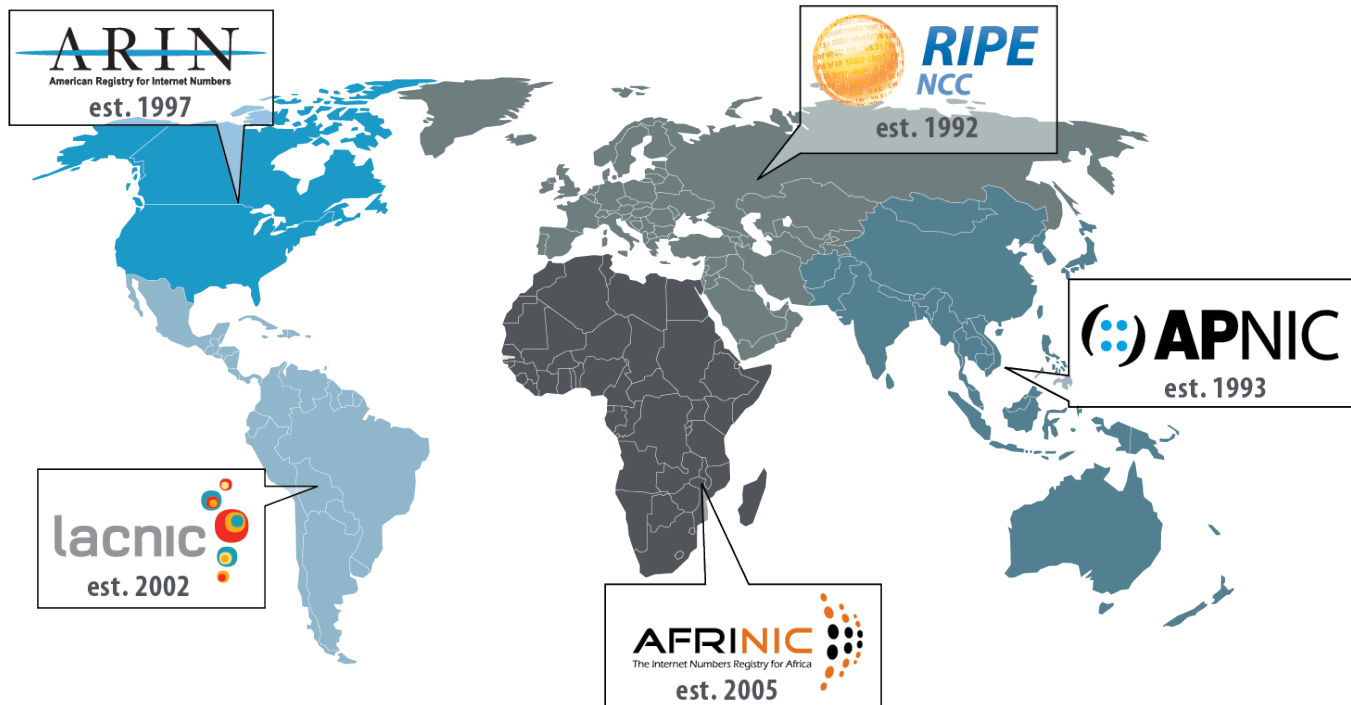 ARIN
American Registry for Internet Numbers
est. 1997
RIPE
NCC
est. 1992
APNIC
est. 1993
lacnic
est. 2002
AFRINIC
The Internet Numbers Registry for Africa
est. 2005